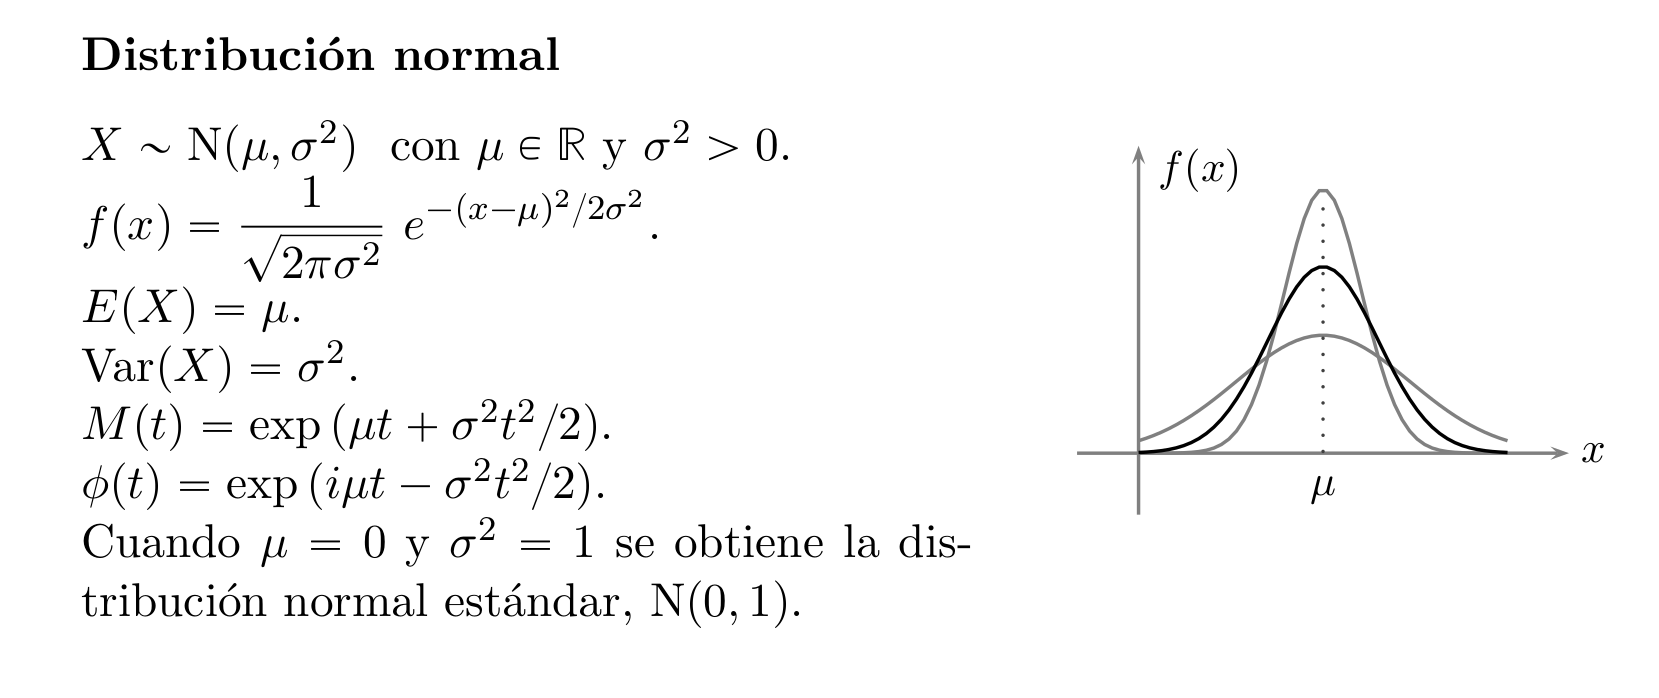 Distribución normal
X ∼ N(μ, σ²) con μ ∈ ℝ y σ² > 0.
f(x) = 1/√(2πσ²) e^{−(x−μ)²/2σ²}.
E(X) = μ.
Var(X) = σ².
M(t) = exp (μt + σ²t²/2).
ϕ(t) = exp (iμt − σ²t²/2).
Cuando μ = 0 y σ² = 1 se obtiene la dis-
tribución normal estándar, N(0, 1).
f(x)
x
μ